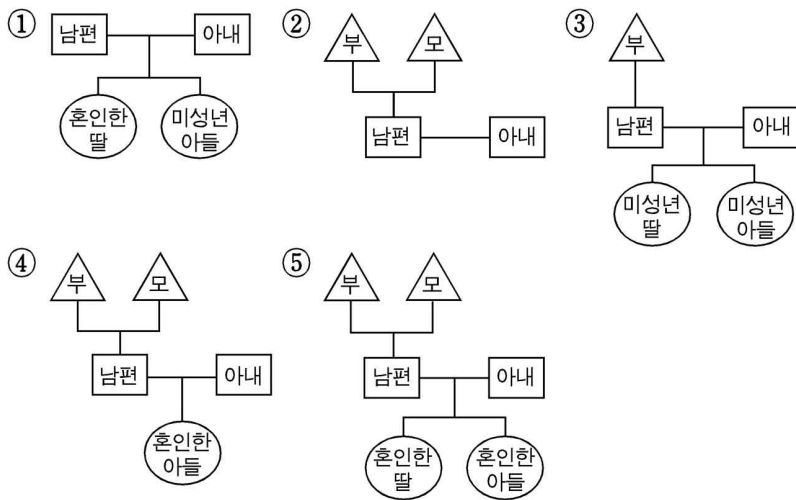 ① 남편 아내
혼인한 딸
미성년 아들
② 부 모
남편 아내
③ 부
남편 아내
미성년 딸
미성년 아들
④ 부 모
남편 아내
혼인한 아들
⑤ 부 모
남편 아내
혼인한 딸
혼인한 아들